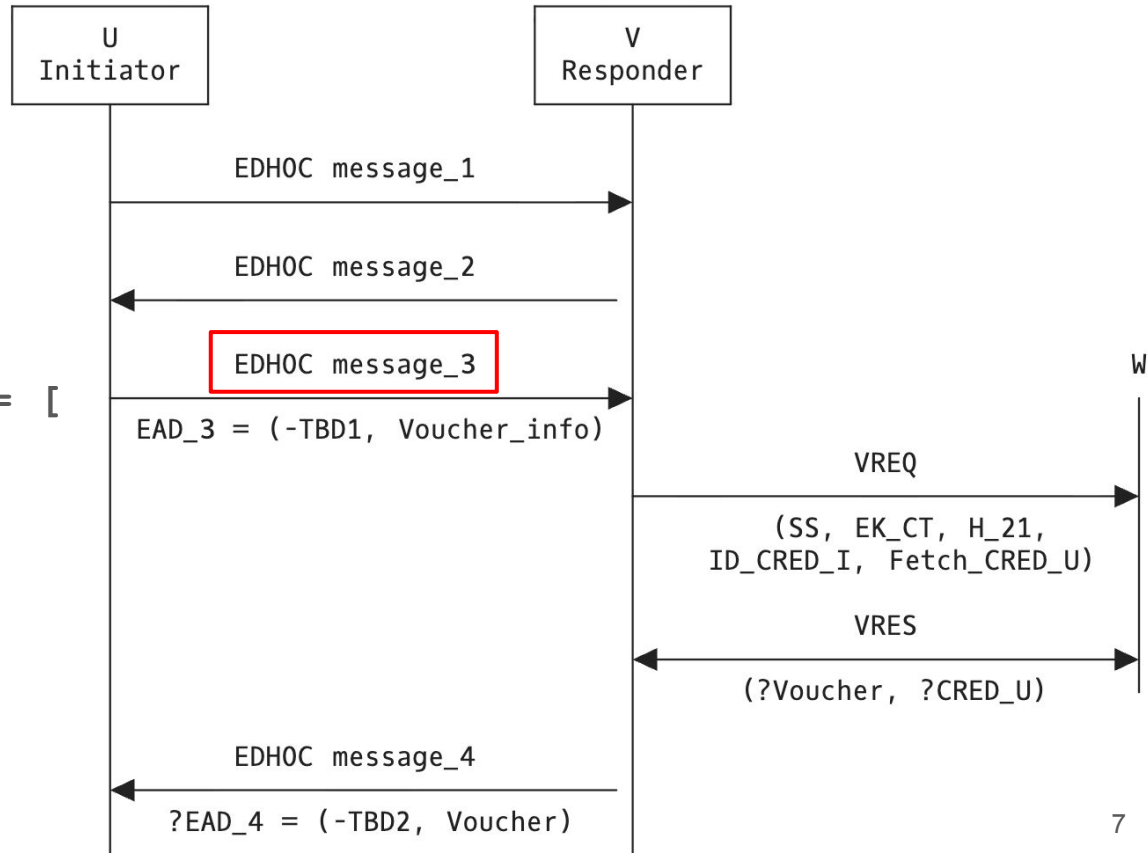 U
Initiator
V
Responder
EDHOC message_1
EDHOC message_2
EDHOC message_3
W
= [
EAD_3 = (-TBD1, Voucher_info)
VREQ
(SS, EK_CT, H_21,
ID_CRED_I, Fetch_CRED_U)
VRES
(?Voucher, ?CRED_U)
EDHOC message_4
?EAD_4 = (-TBD2, Voucher)
7